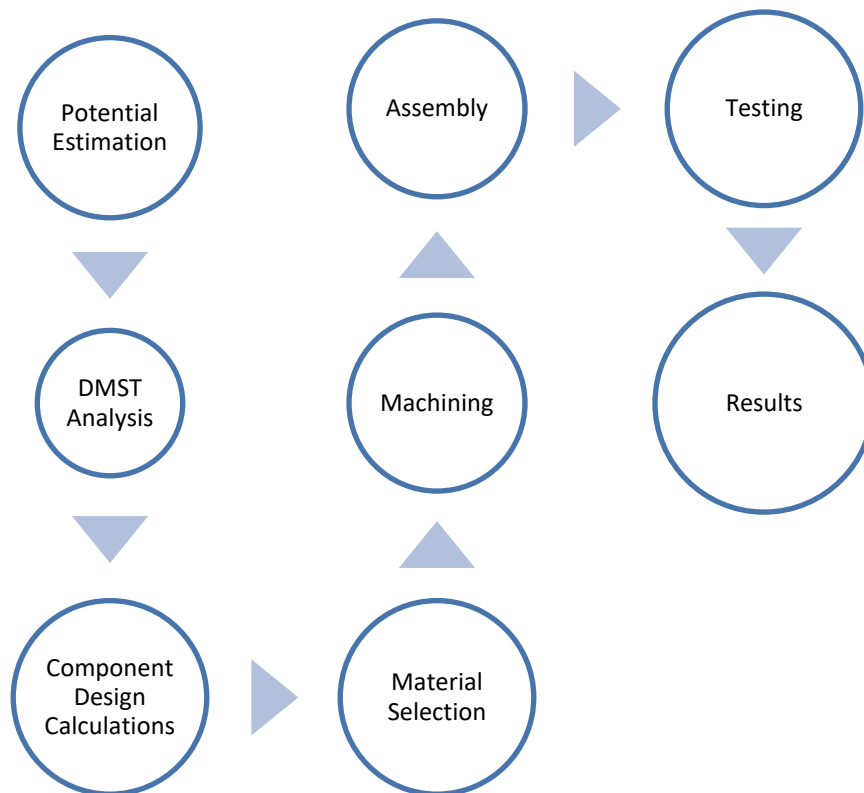 Potential
Estimation
DMST
Analysis
Component
Design
Calculations
Material
Selection
Machining
Assembly
Testing
Results